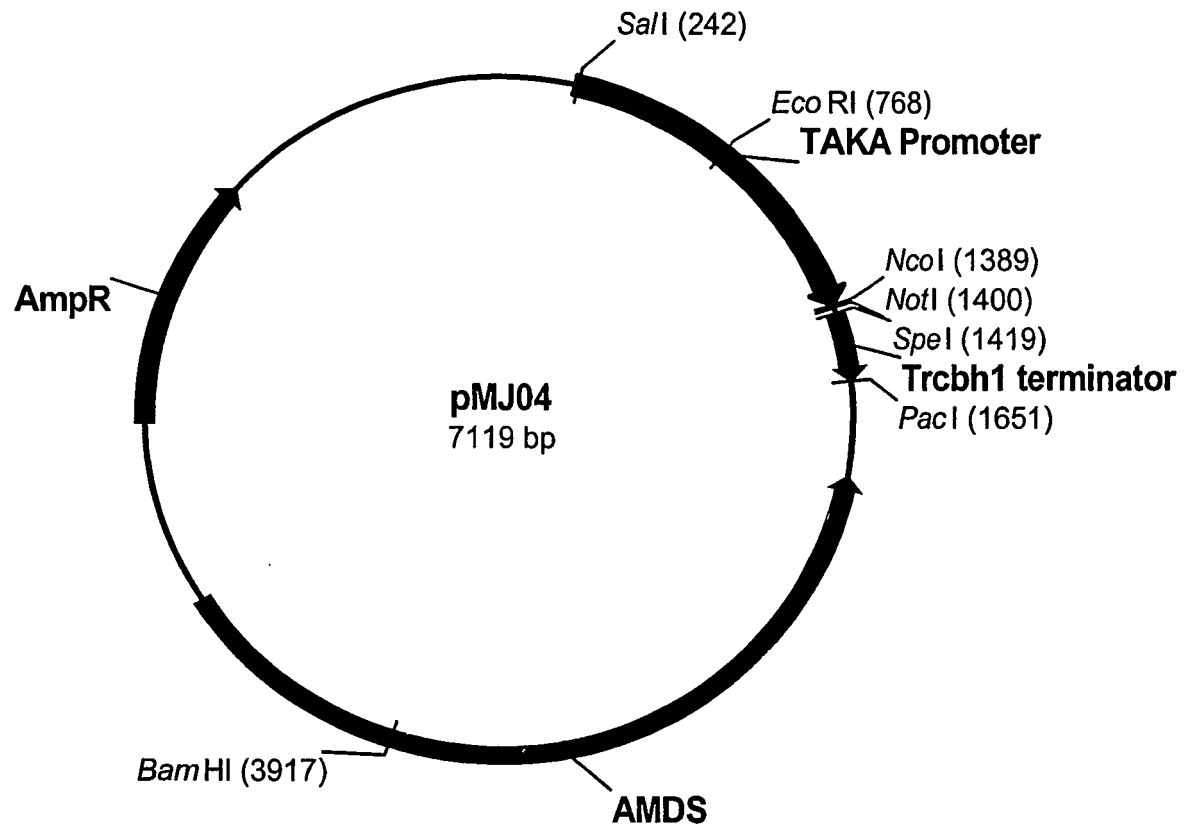 SalI (242)
EcoRI (768)
TAKA Promoter
NcoI (1389)
NotI (1400)
SpeI (1419)
Trcbh1 terminator
PacI (1651)
AmpR
pMJ04
7119 bp
BamHI (3917)
AMDS